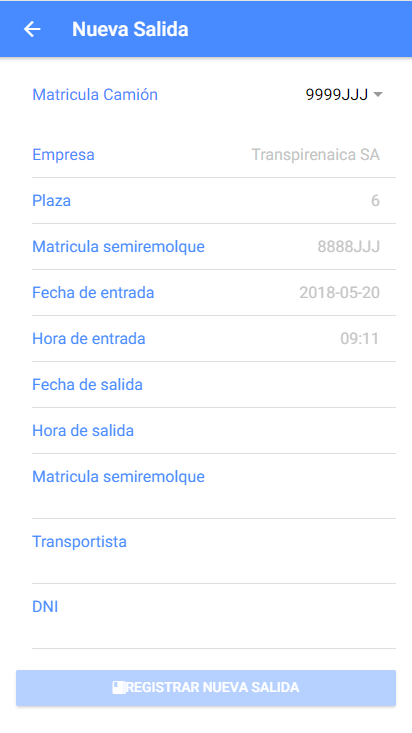 Nueva Salida
Matricula Camión 9999JJJ
Empresa Transpirenaica SA
Plaza 6
Matricula semiremolque 8888JJJ
Fecha de entrada 2018-05-20
Hora de entrada 09:11
Fecha de salida
Hora de salida
Matricula semiremolque
Transportista
DNI
REGISTRAR NUEVA SALIDA